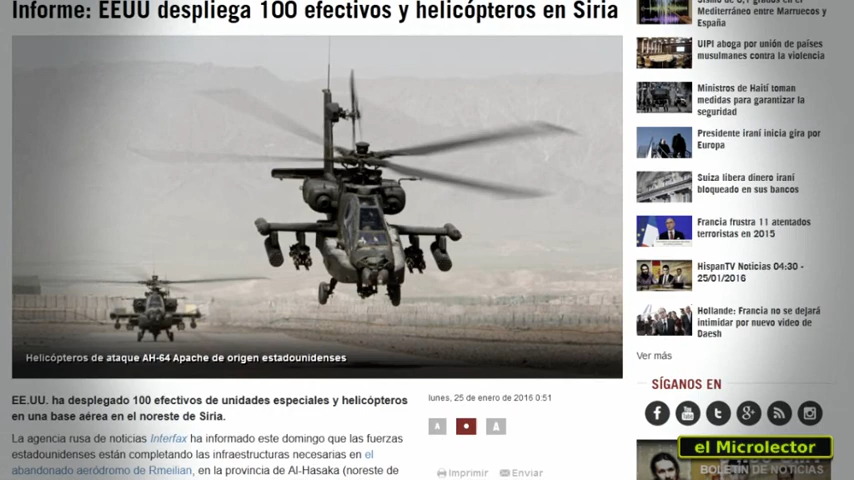 Informe: EEUU despliega 100 efectivos y helicópteros en Siria
Helicópteros de ataque AH-64 Apache de origen estadounidenses
EE.UU. ha desplegado 100 efectivos de unidades especiales y helicópteros
en una base aérea en el noreste de Siria.
La agencia rusa de noticias Interfax ha informado este domingo que las fuerzas
estadounidenses están completando las infraestructuras necesarias en el
abandonado aeródromo de Rmeilian, en la provincia de Al-Hasaka (noreste de
lunes, 25 de enero de 2016 0:51
A
A
Imprimir
Enviar
Mediterráneo entre Marruecos y
España
UIPI aboga por unión de países
musulmanes contra la violencia
Ministros de Haití toman
medidas para garantizar la
seguridad
Presidente iraní inicia gira por
Europa
Suiza libera dinero iraní
bloqueado en sus bancos
Francia frustra 11 atentados
terroristas en 2015
HispanTV Noticias 04:30 -
25/01/2016
Hollande: Francia no se dejará
intimidar por nuevo video de
Daesh
Ver más
SÍGANOS EN
el Microlector
BOLETIN DE NOTICIAS